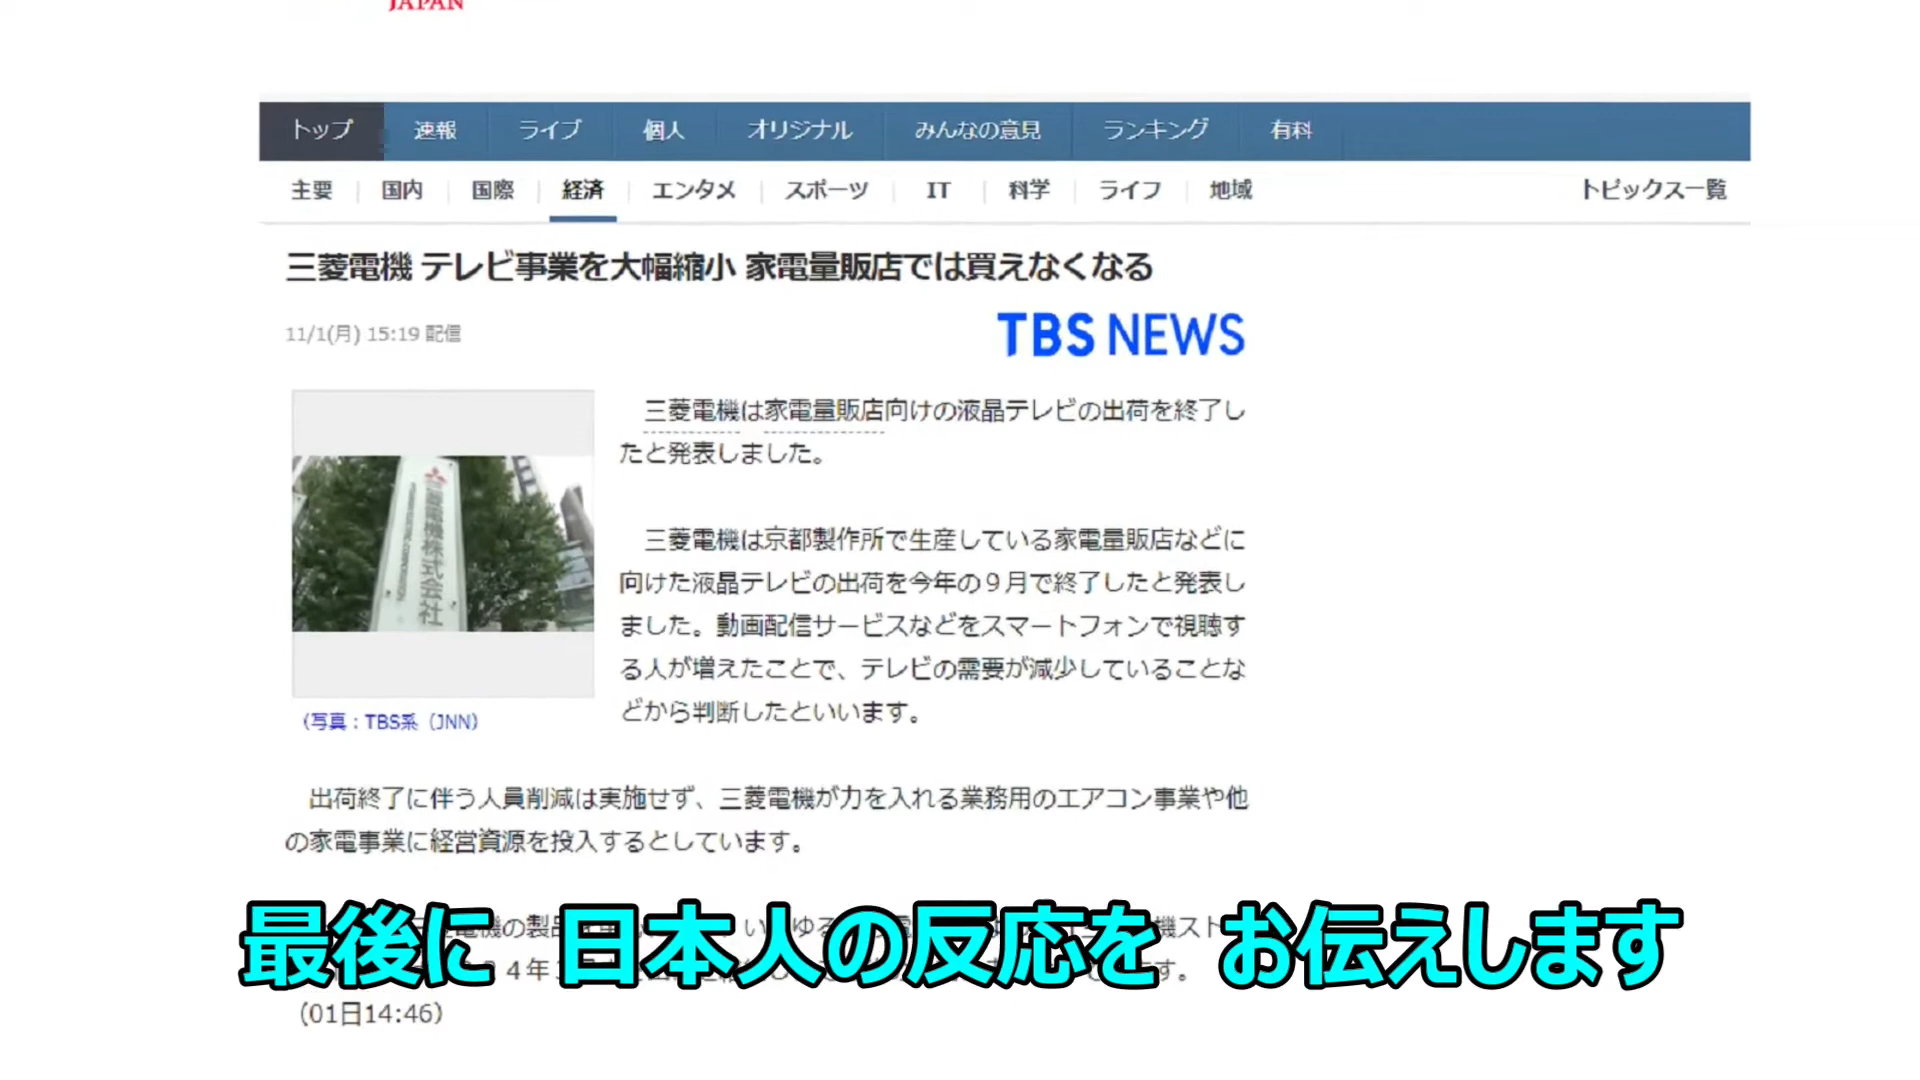 JAPAN
トップ 速報 ライブ 個人 オリジナル みんなの意見 ランキング 有料
主要 国内 国際 経済 エンタメ スポーツ IT 科学 ライフ 地域 トピックス一覧
三菱電機 テレビ事業を大幅縮小 家電量販店では買えなくなる
11/1(月) 15:19 配信
TBS NEWS
三菱電機は家電量販店向けの液晶テレビの出荷を終了し
たと発表しました。
三菱電機は京都製作所で生産している家電量販店などに
向けた液晶テレビの出荷を今年の９月で終了したと発表し
ました。動画配信サービスなどをスマートフォンで視聴す
る人が増えたことで、テレビの需要が減少していることな
どから判断したといいます。
三菱電機株式会社
（写真：TBS系（JNN）
出荷終了に伴う人員削減は実施せず、三菱電機が力を入れる業務用のエアコン事業や他
の家電事業に経営資源を投入するとしています。
最後に 日本人の反応を お伝えします
（01日14:46）